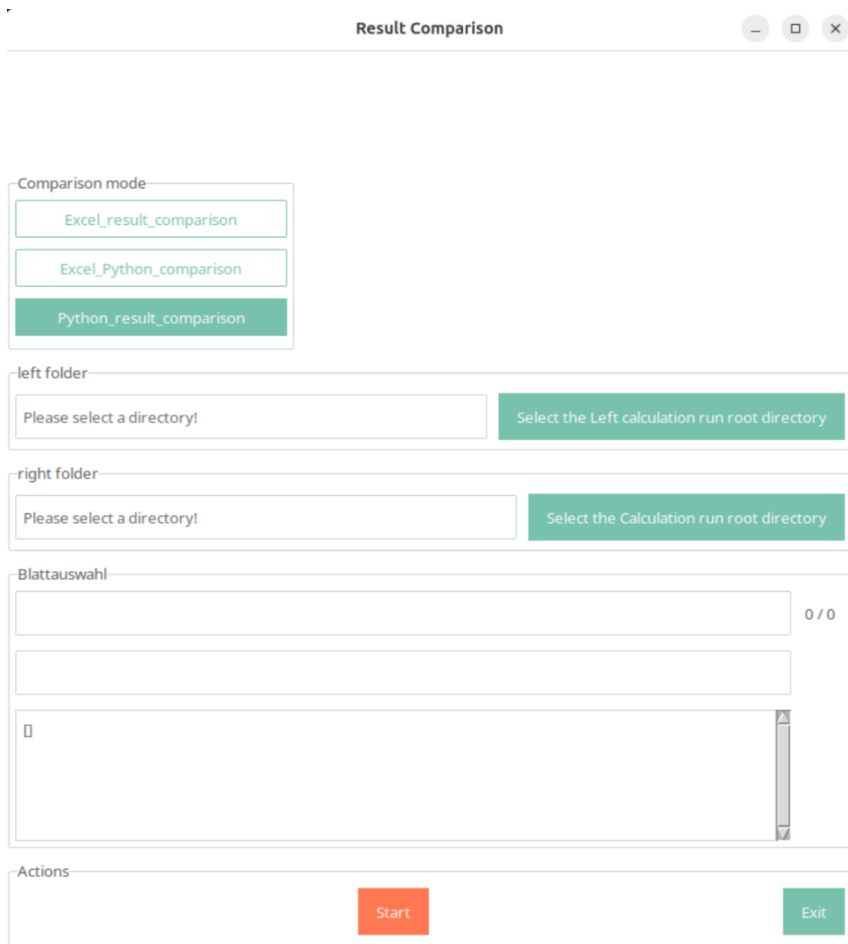 Result Comparison
Comparison mode
Excel_result_comparison
Excel_Python_comparison
Python_result_comparison
left folder
Please select a directory! Select the Left calculation run root directory
right folder
Please select a directory! Select the Calculation run root directory
Blattauswahl
0 / 0
[]
Actions
Start Exit